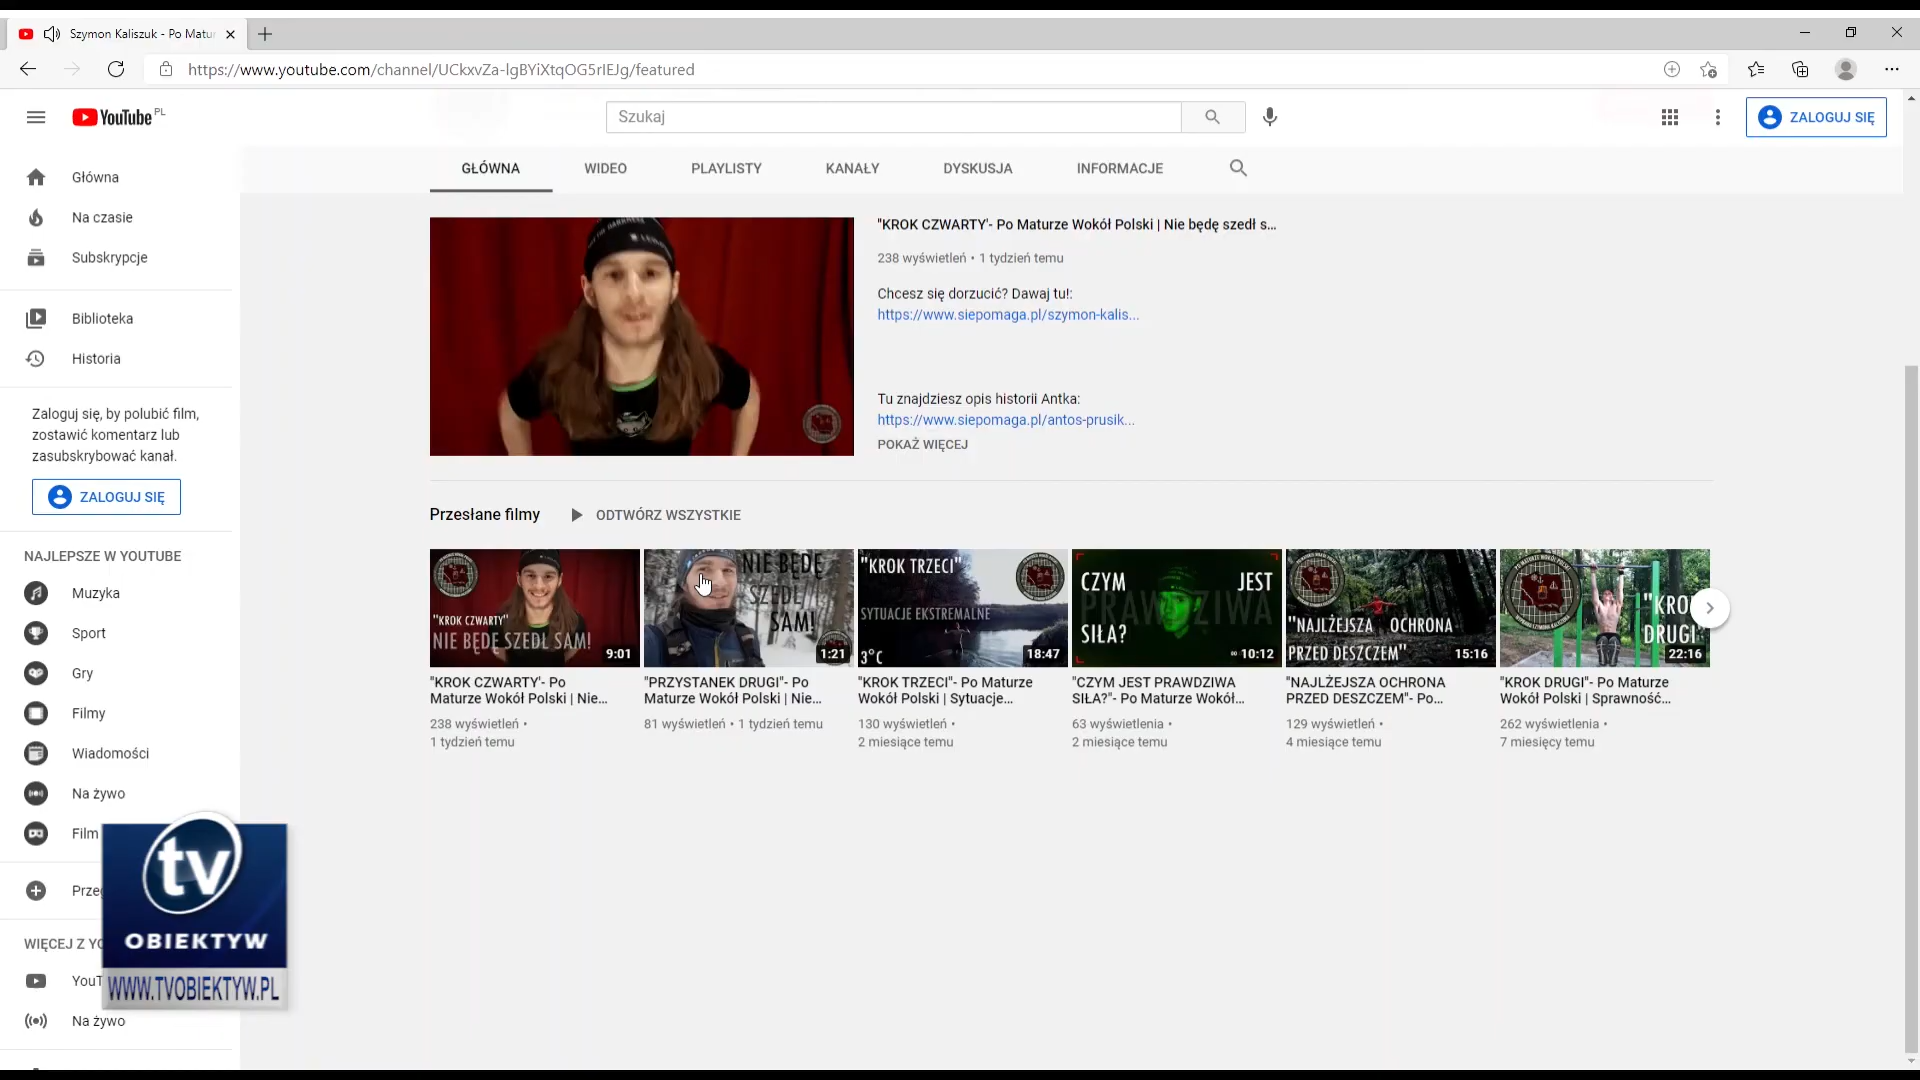 Szymon Kaliszuk - Po Matur
https://www.youtube.com/channel/UCkxvZa-lgBYiXtqOG5rIEJg/featured
YouTube PL
Szukaj
ZALOGUJ SIĘ
Główna
Na czasie
Subskrypcje
Biblioteka
Historia
Zaloguj się, by polubić film,
zostawić komentarz lub
zasubskrybować kanał.
ZALOGUJ SIĘ
NAJLEPSZE W YOUTUBE
Muzyka
Sport
Gry
Filmy
Wiadomości
Na żywo
Film
WIĘCEJ Z
Na żywo
GŁÓWNA
WIDEO
PLAYLISTY
KANAŁY
DYSKUSJA
INFORMACJE
"KROK CZWARTY'- Po Maturze Wokół Polski | Nie będę szedł s...
238 wyświetleń • 1 tydzień temu
Chcesz się dorzucić? Dawaj tu!:
https://www.siepomaga.pl/szymon-kalis...
Tu znajdziesz opis historii Antka:
https://www.siepomaga.pl/antos-prusik...
POKAŻ WIĘCEJ
Przesłane filmy
ODTWÓRZ WSZYSTKIE
"KROK CZWARTY"
NIE BĘDĘ SZEDŁ SAM!
9:01
"KROK CZWARTY"- Po
Maturze Wokół Polski | Nie...
238 wyświetleń •
1 tydzień temu
NIE BĘDĘ
SZEDŁ
SAM!
1:21
"PRZYSTANEK DRUGI"- Po
Maturze Wokół Polski | Nie...
81 wyświetleń • 1 tydzień temu
"KROK TRZECI"
SYTUACJE EKSTREMALNE
3°C
18:47
"KROK TRZECI"- Po Maturze
Wokół Polski | Sytuacje...
130 wyświetleń •
2 miesiące temu
CZYM JEST
PRAWDZIWA
SIŁA?
10:12
"CZYM JEST PRAWDZIWA
SIŁA?"- Po Maturze Wokół...
63 wyświetlenia •
2 miesiące temu
"NAJLŻEJSZA OCHRONA
PRZED DESZCZEM"
15:16
"NAJLŻEJSZA OCHRONA
PRZED DESZCZEM"- Po...
129 wyświetleń •
4 miesiące temu
"KRO
DRUGI"
22:16
"KROK DRUGI"- Po Maturze
Wokół Polski | Sprawność...
262 wyświetlenia •
7 miesięcy temu
tv
OBIEKTYW
WWW.TVOBIEKTYW.PL